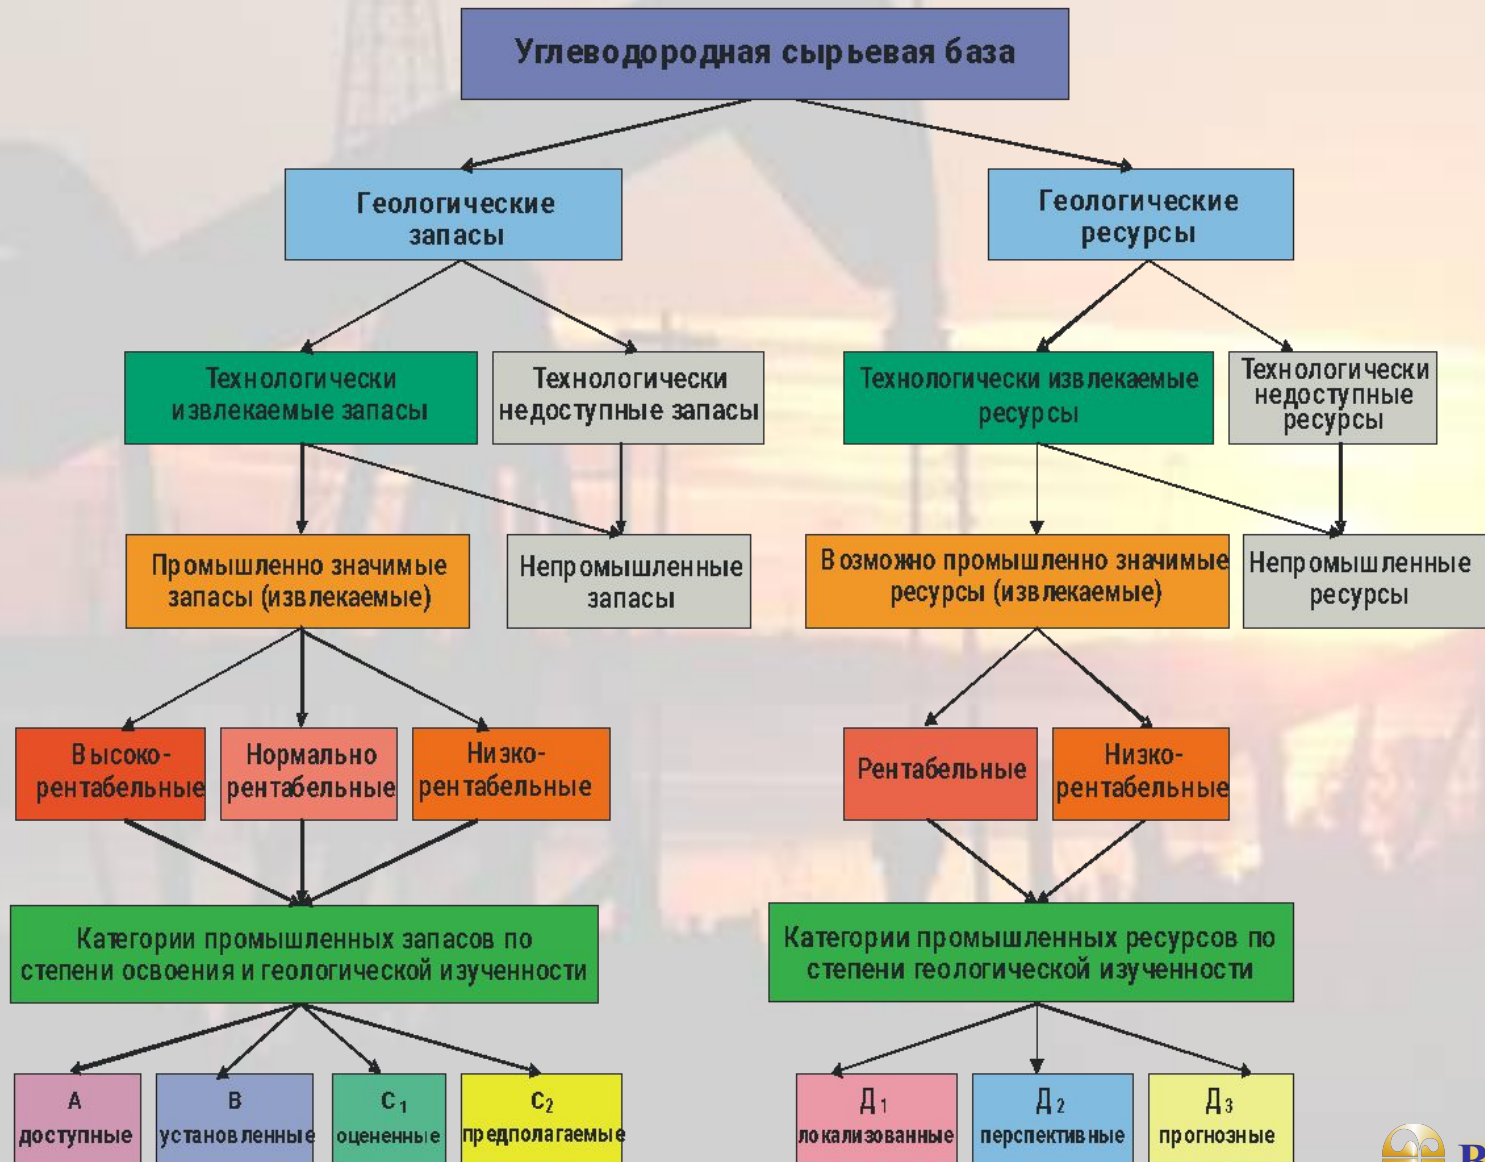 Углеводородная сырьевая база
Геологические
запасы
Геологические
ресурсы
Технологически
извлекаемые запасы
Технологически
недоступные запасы
Технологически извлекаемые
ресурсы
Технологически
недоступные
ресурсы
Промышленно значимые
запасы (извлекаемые)
Непромышленные
запасы
Возможно промышленно значимые
ресурсы (извлекаемые)
Непромышленные
ресурсы
Высоко-
рентабельные
Нормально
рентабельные
Низко-
рентабельные
Рентабельные
Низко-
рентабельные
Категории промышленных запасов по
степени освоения и геологической изученности
Категории промышленных ресурсов по
степени геологической изученности
А
доступные
В
установленные
С₁
оцененные
С₂
предполагаемые
Д₁
локализованные
Д₂
перспективные
Д₃
прогнозные